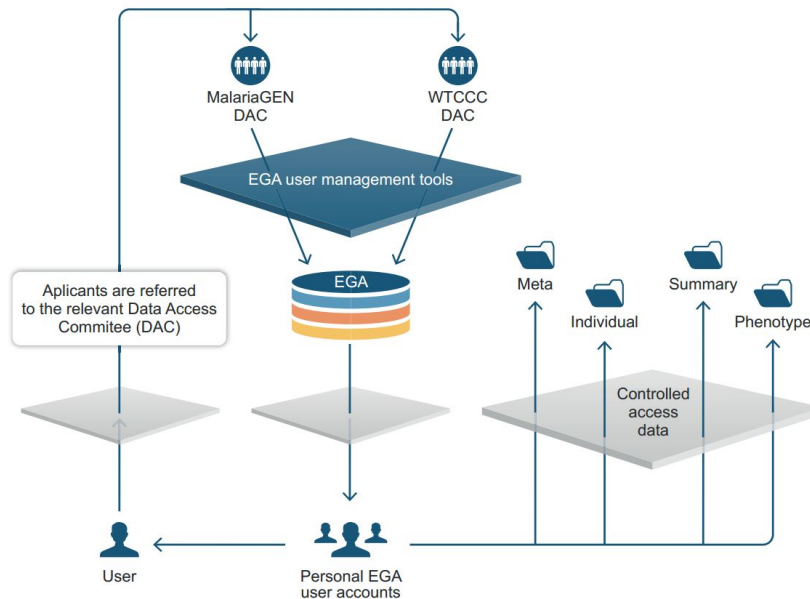 MalariaGEN
DAC
WTCCC
DAC
EGA user management tools
EGA
Aplicants are referred
to the relevant Data Access
Commitee (DAC)
Meta
Individual
Summary
Phenotype
Controlled
access
data
User
Personal EGA
user accounts